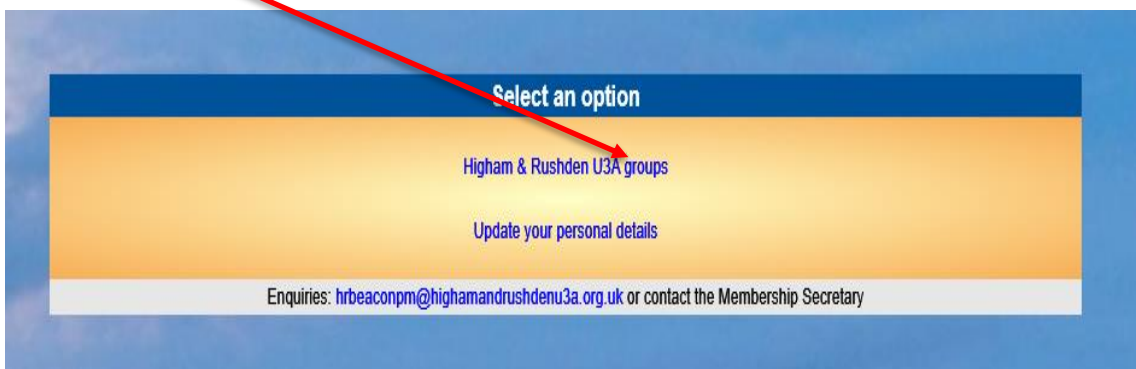 Select an option
Higham & Rushden U3A groups
Update your personal details
Enquiries: hrbeaconpm@highamandrushdenu3a.org.uk or contact the Membership Secretary